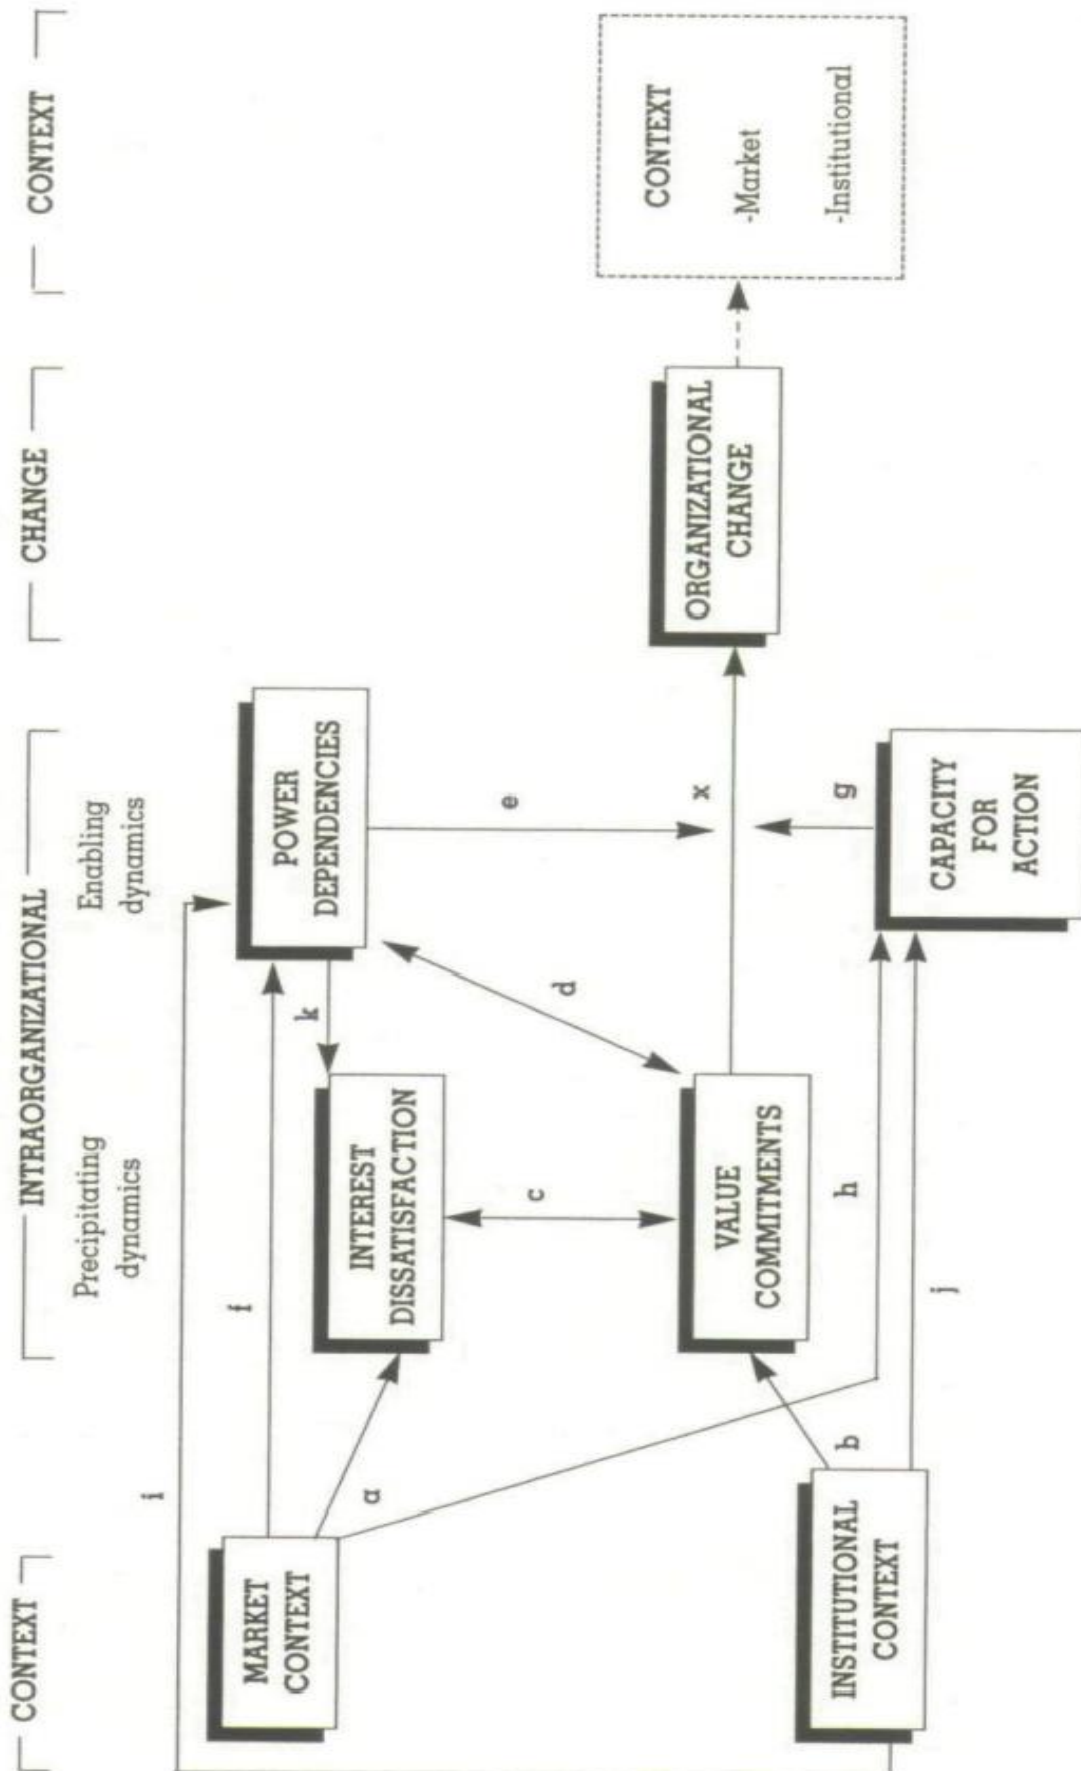 CONTEXT
INTRAORGANIZATIONAL
CHANGE
CONTEXT
Precipitating
dynamics
Enabling
dynamics
i
f
MARKET
CONTEXT
a
INTEREST
DISSATISFACTION
k
POWER
DEPENDENCIES
c
d
e
INSTITUTIONAL
CONTEXT
b
VALUE
COMMITMENTS
x
ORGANIZATIONAL
CHANGE
CONTEXT
-Market
-Institutional
h
j
g
CAPACITY
FOR
ACTION